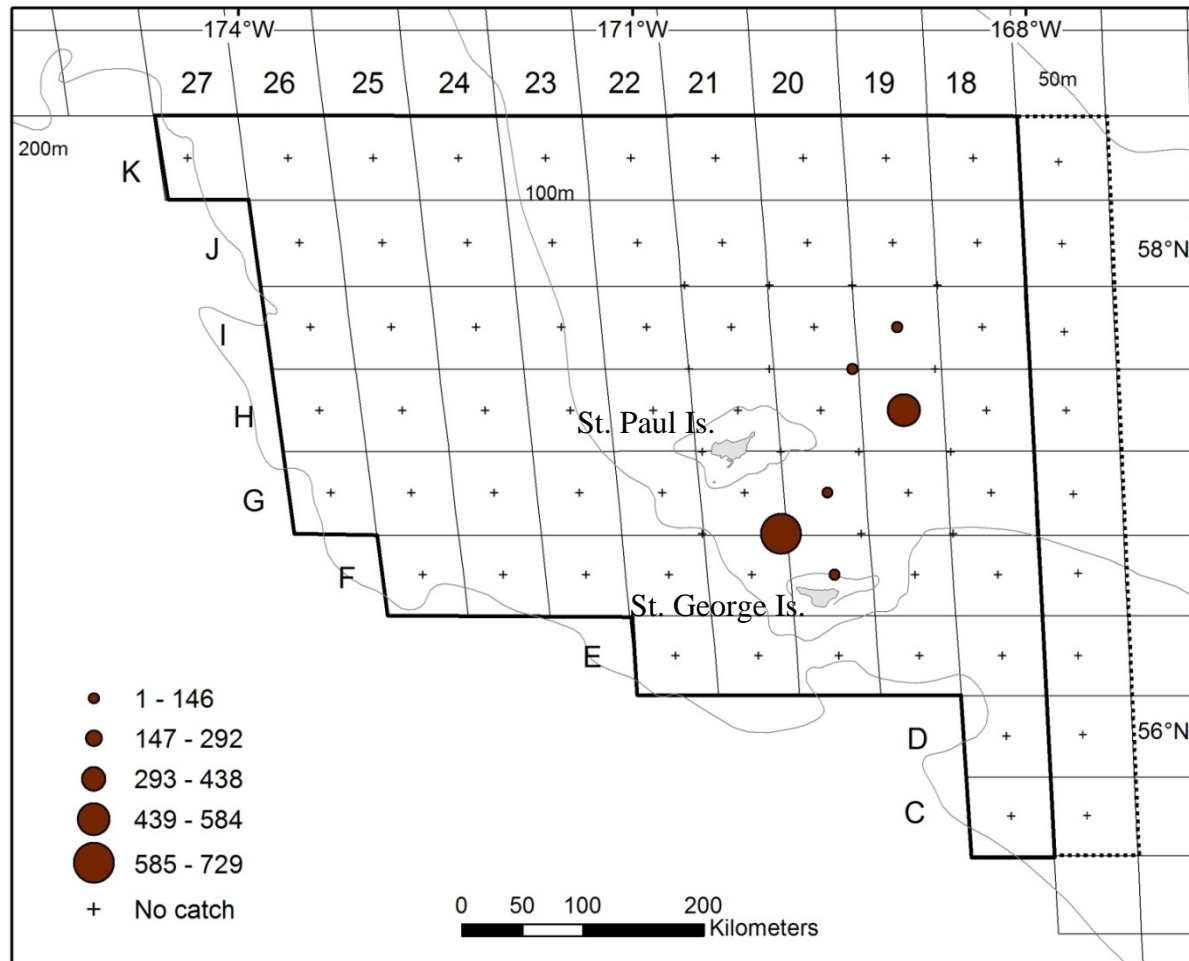 174°W 171°W 168°W
27 26 25 24 23 22 21 20 19 18 50m
200m
K
100m
J
58°N
I
H
St. Paul Is.
G
F
St. George Is.
E
1 - 146
D
56°N
147 - 292
293 - 438
C
439 - 584
585 - 729
No catch
0 50 100 200
Kilometers